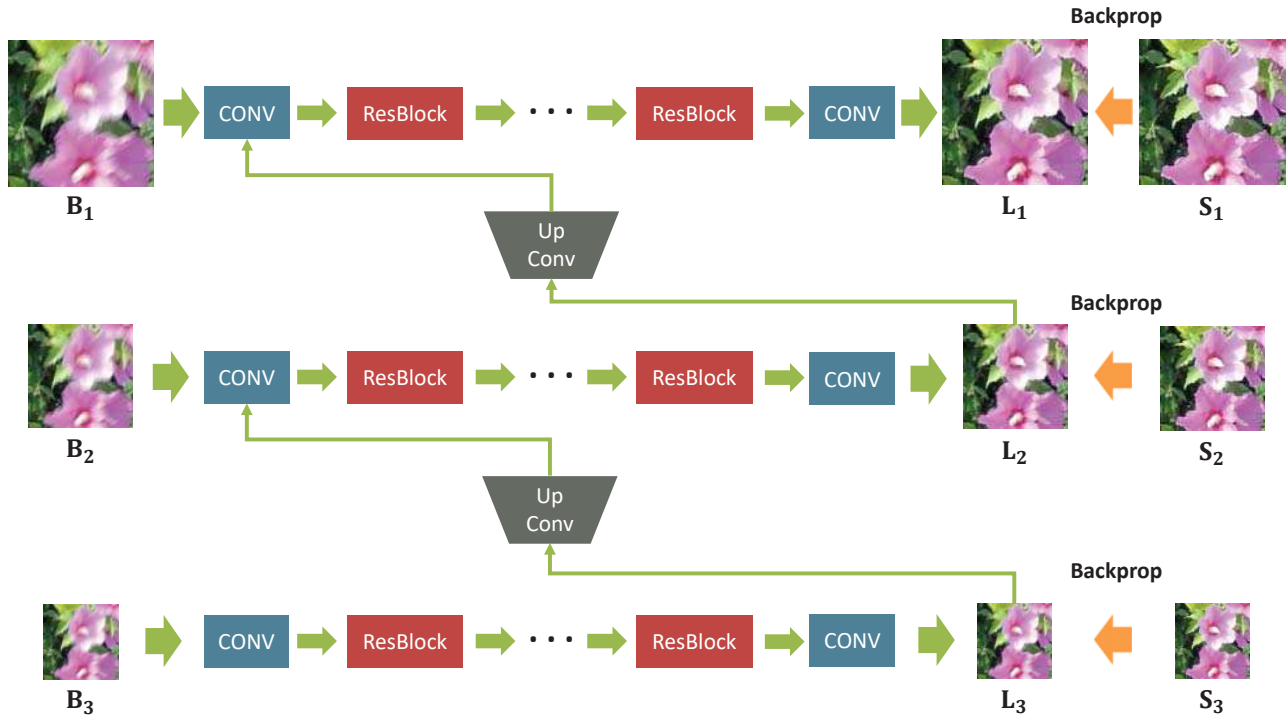 Backprop
CONV
ResBlock
· · ·
ResBlock
CONV
B₁
L₁
S₁
Up
Conv
Backprop
CONV
ResBlock
· · ·
ResBlock
CONV
B₂
L₂
S₂
Up
Conv
Backprop
CONV
ResBlock
· · ·
ResBlock
CONV
B₃
L₃
S₃